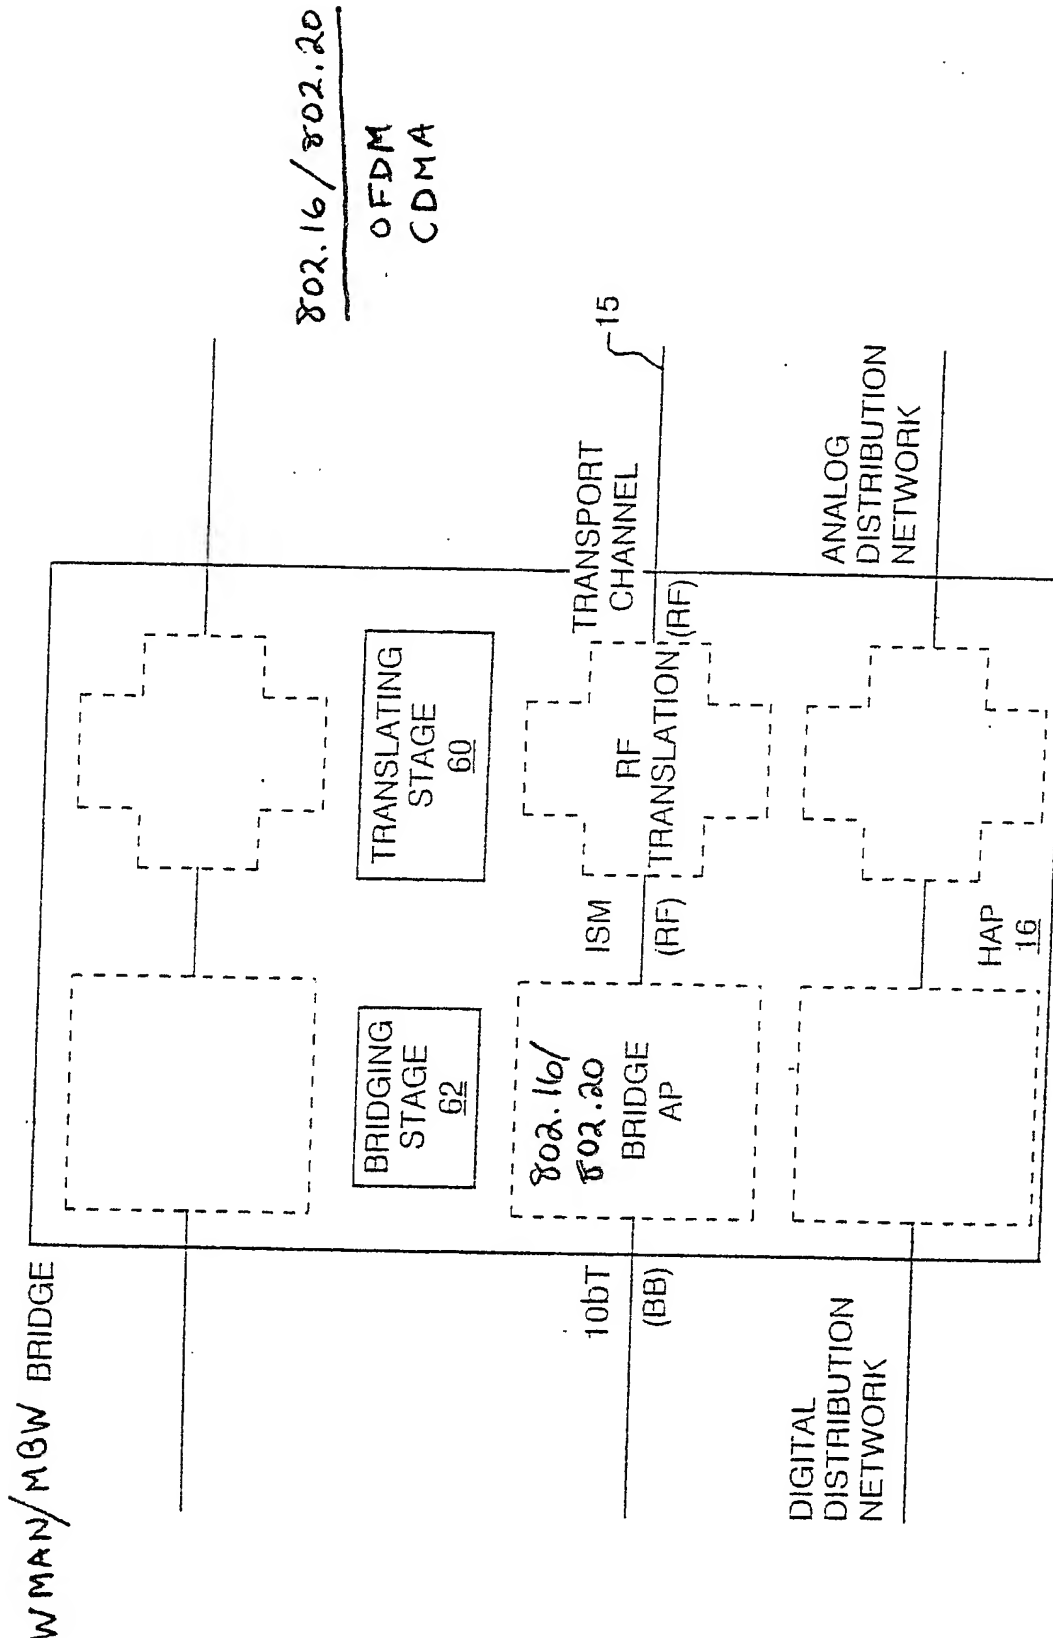 WMAN/MBW BRIDGE
802.16/802.20
OFDM
CDMA
BRIDGING
STAGE
62
TRANSLATING
STAGE
60
10bT
(BB)
802.16/
802.20
BRIDGE
AP
ISM
(RF)
RF
TRANSLATION
(RF)
TRANSPORT
CHANNEL
15
DIGITAL
DISTRIBUTION
NETWORK
HAP
16
ANALOG
DISTRIBUTION
NETWORK